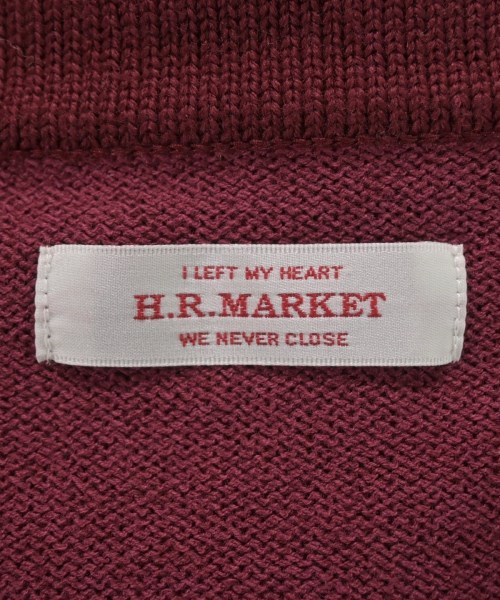 I LEFT MY HEART
H.R.MARKET
WE NEVER CLOSE